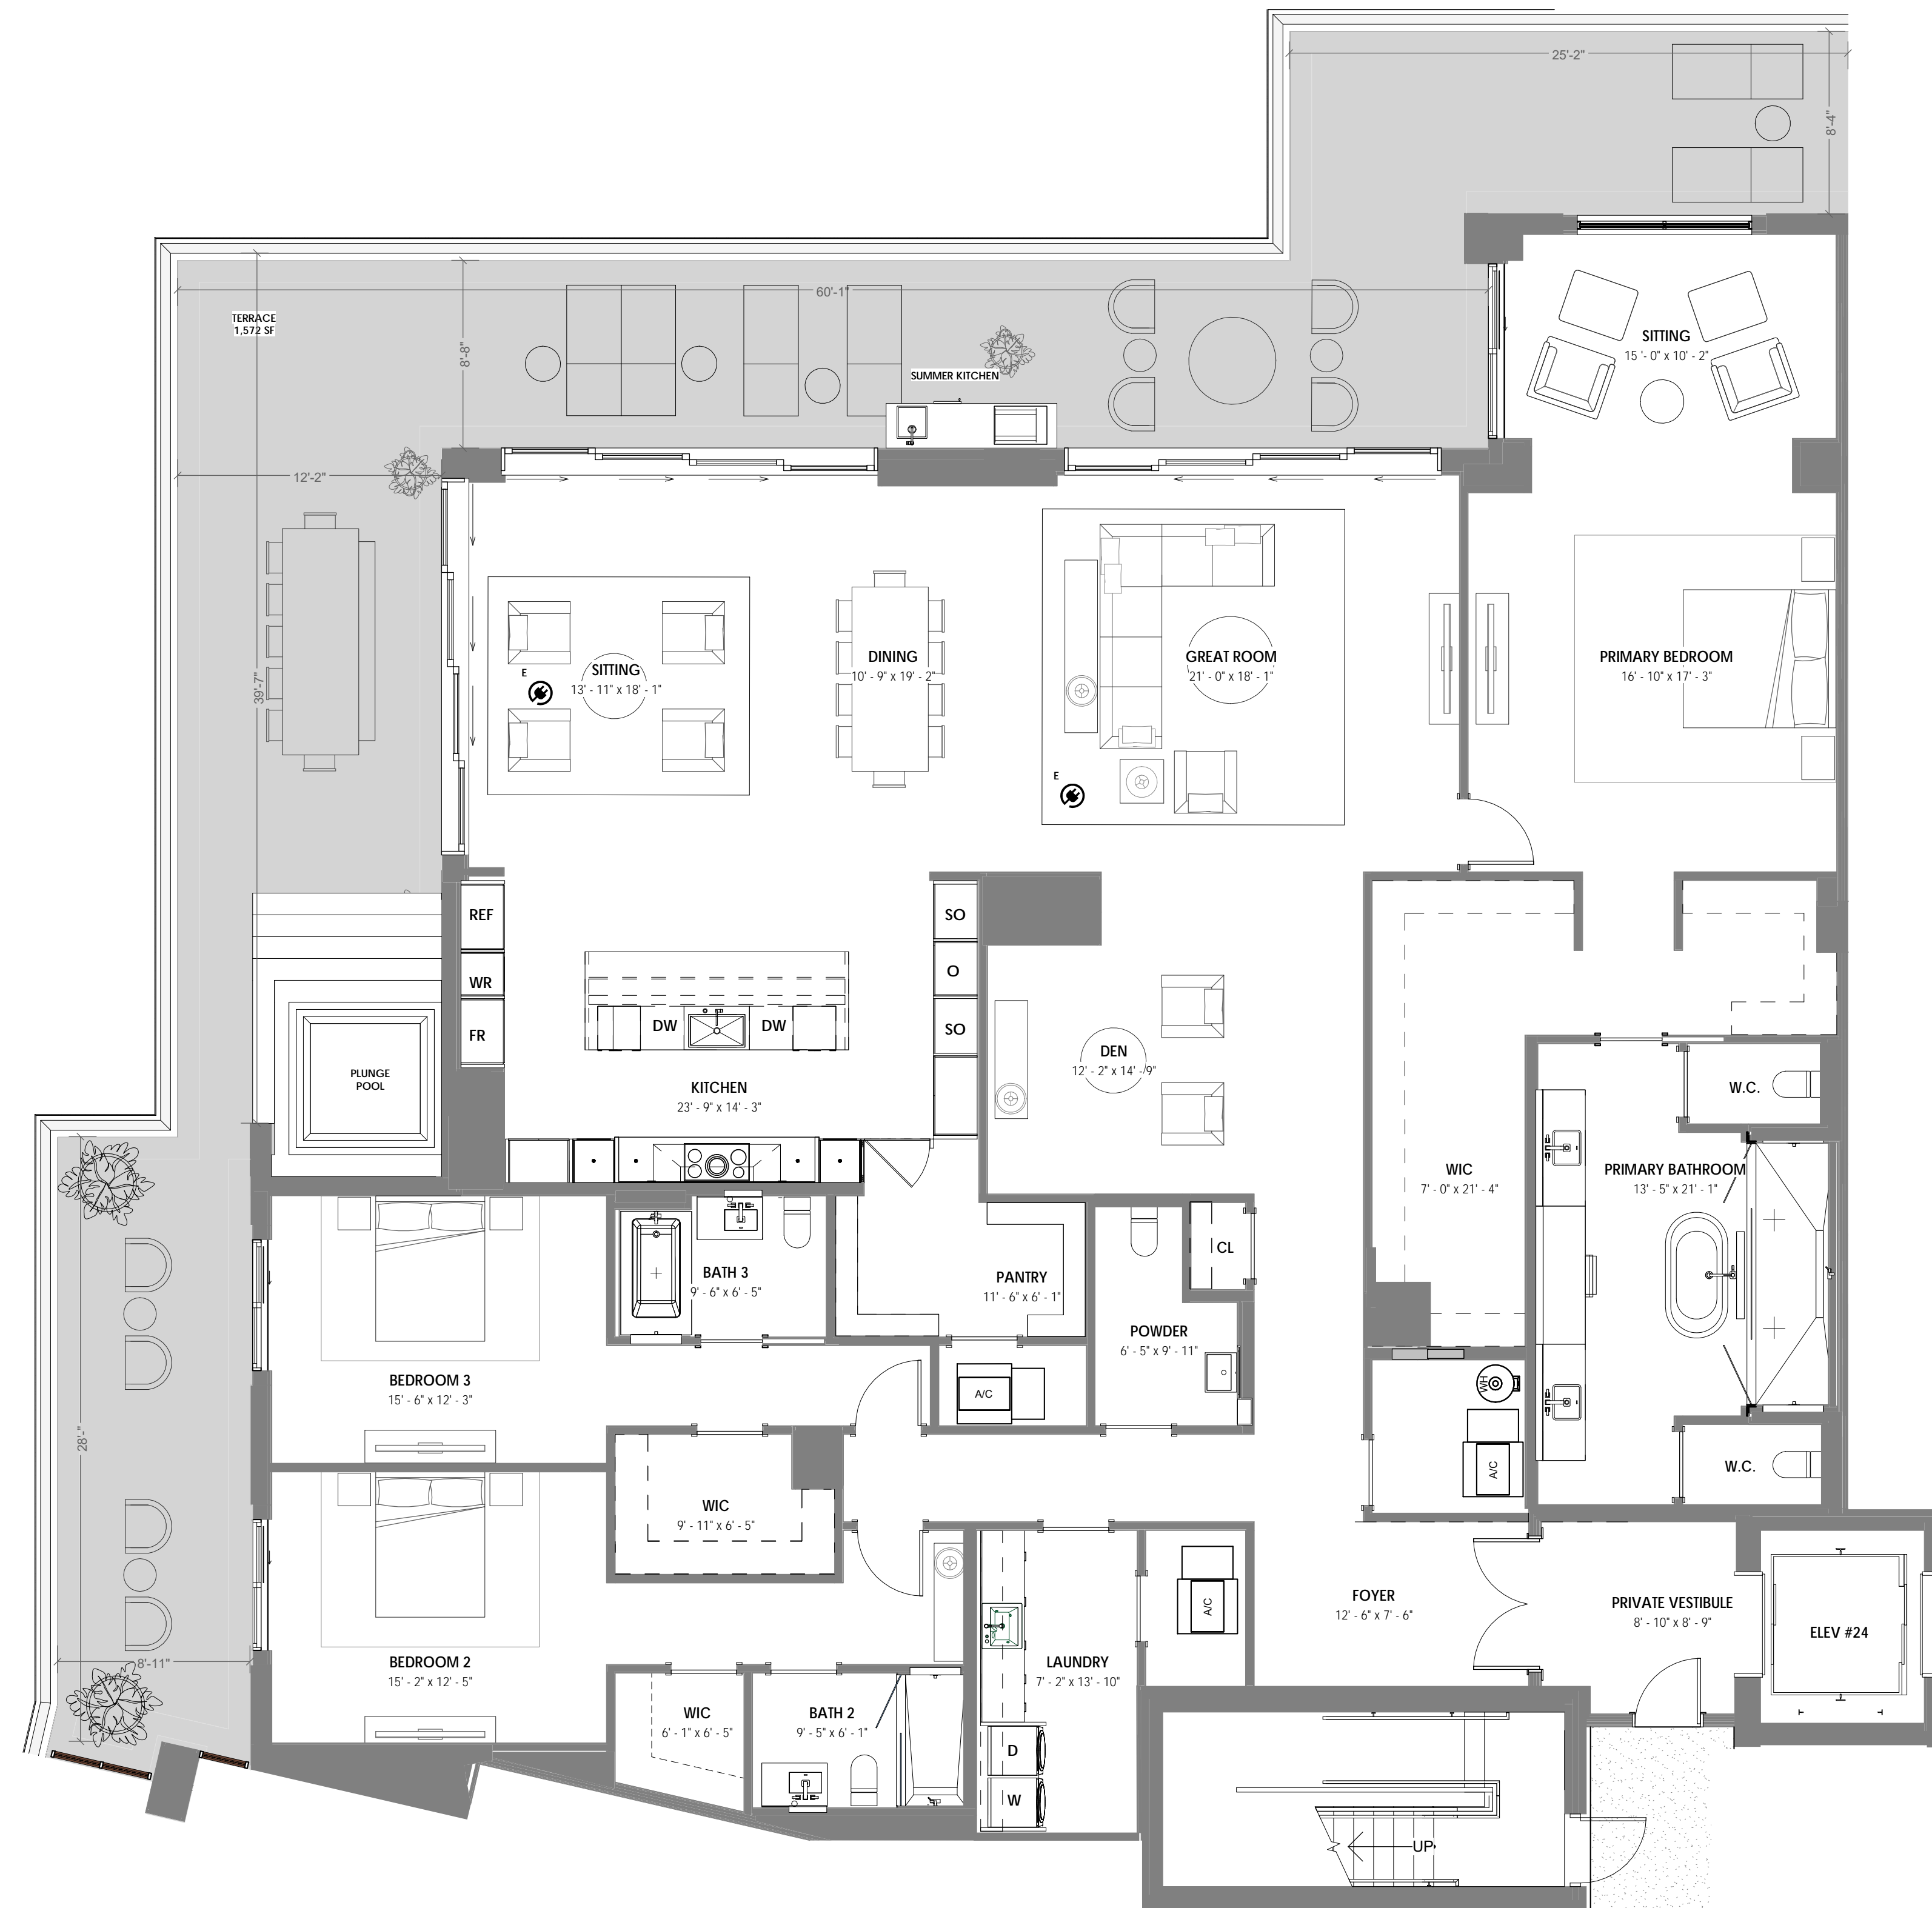 25'-2"
8'-4"
60'-1"
TERRACE
1,572 SF
8'-8"
SUMMER KITCHEN
SITTING
15 '- 0" x 10' - 2"
12'-2"
39'-7"
E
SITTING
13' - 11" x 18' - 1"
DINING
10' - 9" x 19' - 2"
GREAT ROOM
21' - 0" x 18' - 1"
E
PRIMARY BEDROOM
16' - 10" x 17' - 3"
REF
WR
FR
SO
O
SO
DW
DW
KITCHEN
23' - 9" x 14' - 3"
DEN
12' - 2" x 14' - 9"
PLUNGE
POOL
W.C.
WIC
7' - 0" x 21' - 4"
PRIMARY BATHROOM
13' - 5" x 21' - 1"
CL
BATH 3
9' - 6" x 6' - 5"
PANTRY
11' - 6" x 6' - 1"
POWDER
6' - 5" x 9' - 11"
BEDROOM 3
15' - 6" x 12' - 3"
A/C
WH
A/C
W.C.
28'-"
WIC
9' - 11" x 6' - 5"
FOYER
12' - 6" x 7' - 6"
PRIVATE VESTIBULE
8' - 10" x 8' - 9"
ELEV #24
A/C
8'-11"
BEDROOM 2
15' - 2" x 12' - 5"
LAUNDRY
7' - 2" x 13' - 10"
WIC
6' - 1" x 6' - 5"
BATH 2
9' - 5" x 6' - 1"
D
W
UP